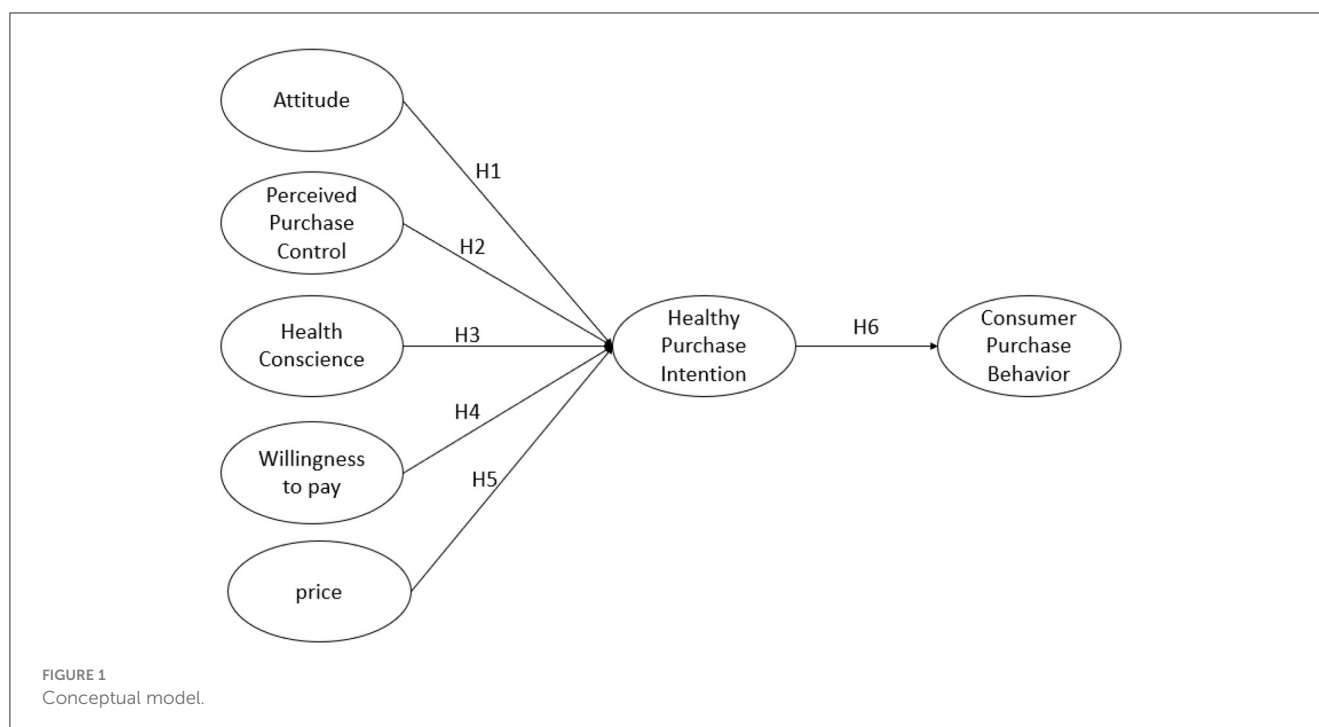 Attitude
H1
Perceived
Purchase
Control
H2
Health
Conscience
H3
Healthy
Purchase
Intention
H6
Consumer
Purchase
Behavior
H4
Willingness
to pay
H5
price
FIGURE 1
Conceptual model.